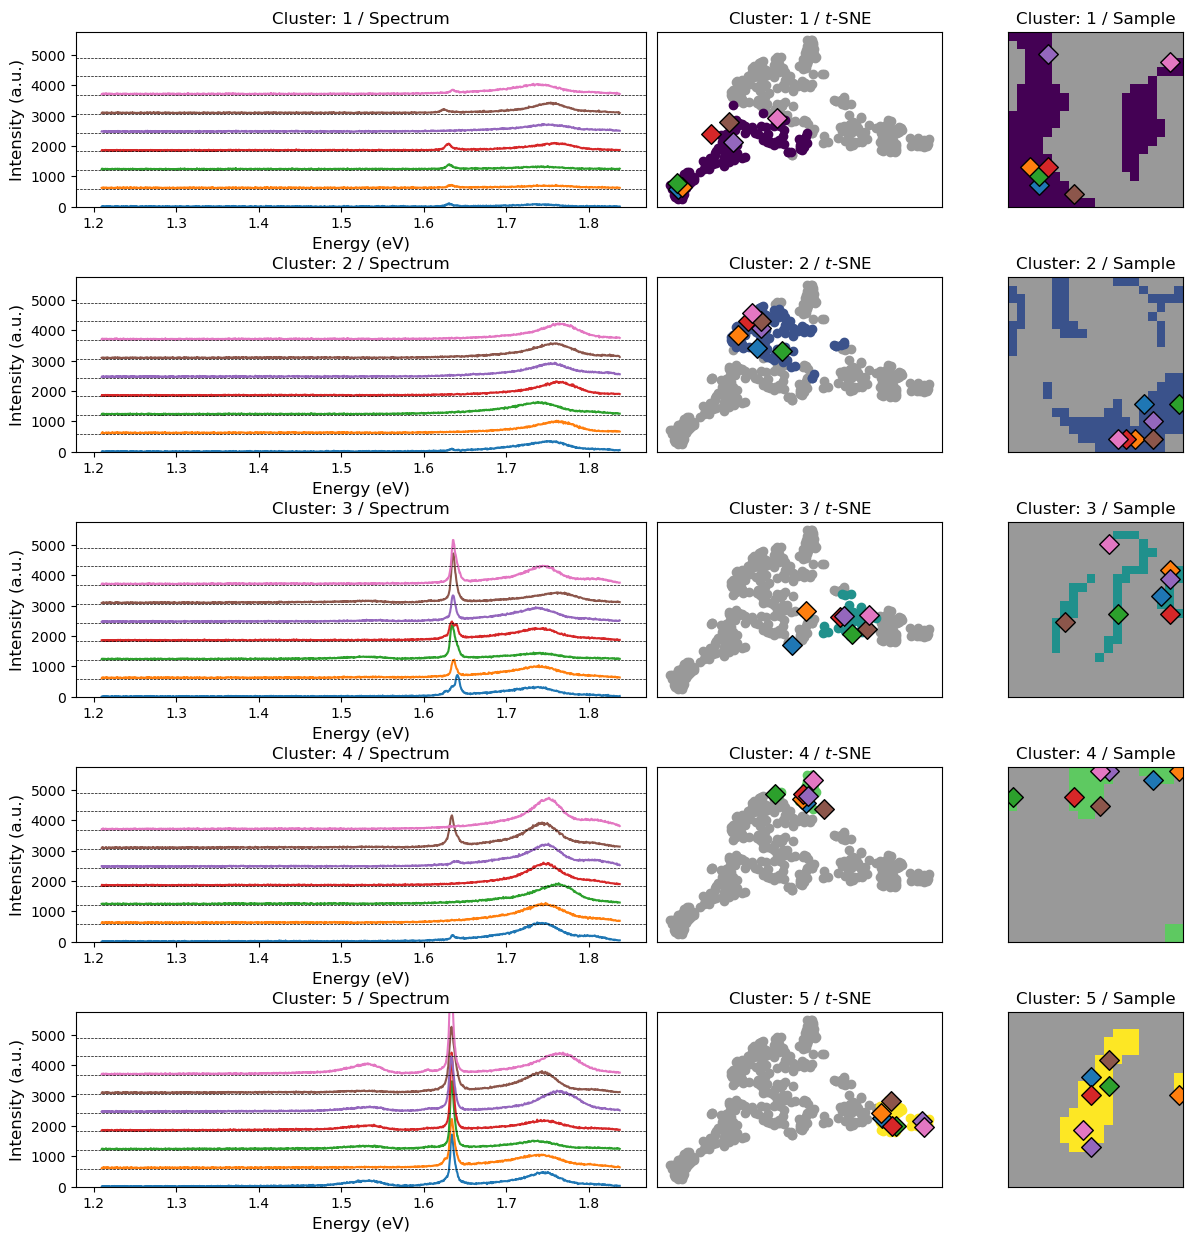 Cluster: 1 / Spectrum
Cluster: 1 / t-SNE
Cluster: 1 / Sample
Intensity (a.u.)
5000
4000
3000
2000
1000
0
1.2 1.3 1.4 1.5 1.6 1.7 1.8
Energy (eV)
Cluster: 2 / Spectrum
Cluster: 2 / t-SNE
Cluster: 2 / Sample
Intensity (a.u.)
5000
4000
3000
2000
1000
0
1.2 1.3 1.4 1.5 1.6 1.7 1.8
Energy (eV)
Cluster: 3 / Spectrum
Cluster: 3 / t-SNE
Cluster: 3 / Sample
Intensity (a.u.)
5000
4000
3000
2000
1000
0
1.2 1.3 1.4 1.5 1.6 1.7 1.8
Energy (eV)
Cluster: 4 / Spectrum
Cluster: 4 / t-SNE
Cluster: 4 / Sample
Intensity (a.u.)
5000
4000
3000
2000
1000
0
1.2 1.3 1.4 1.5 1.6 1.7 1.8
Energy (eV)
Cluster: 5 / Spectrum
Cluster: 5 / t-SNE
Cluster: 5 / Sample
Intensity (a.u.)
5000
4000
3000
2000
1000
0
1.2 1.3 1.4 1.5 1.6 1.7 1.8
Energy (eV)